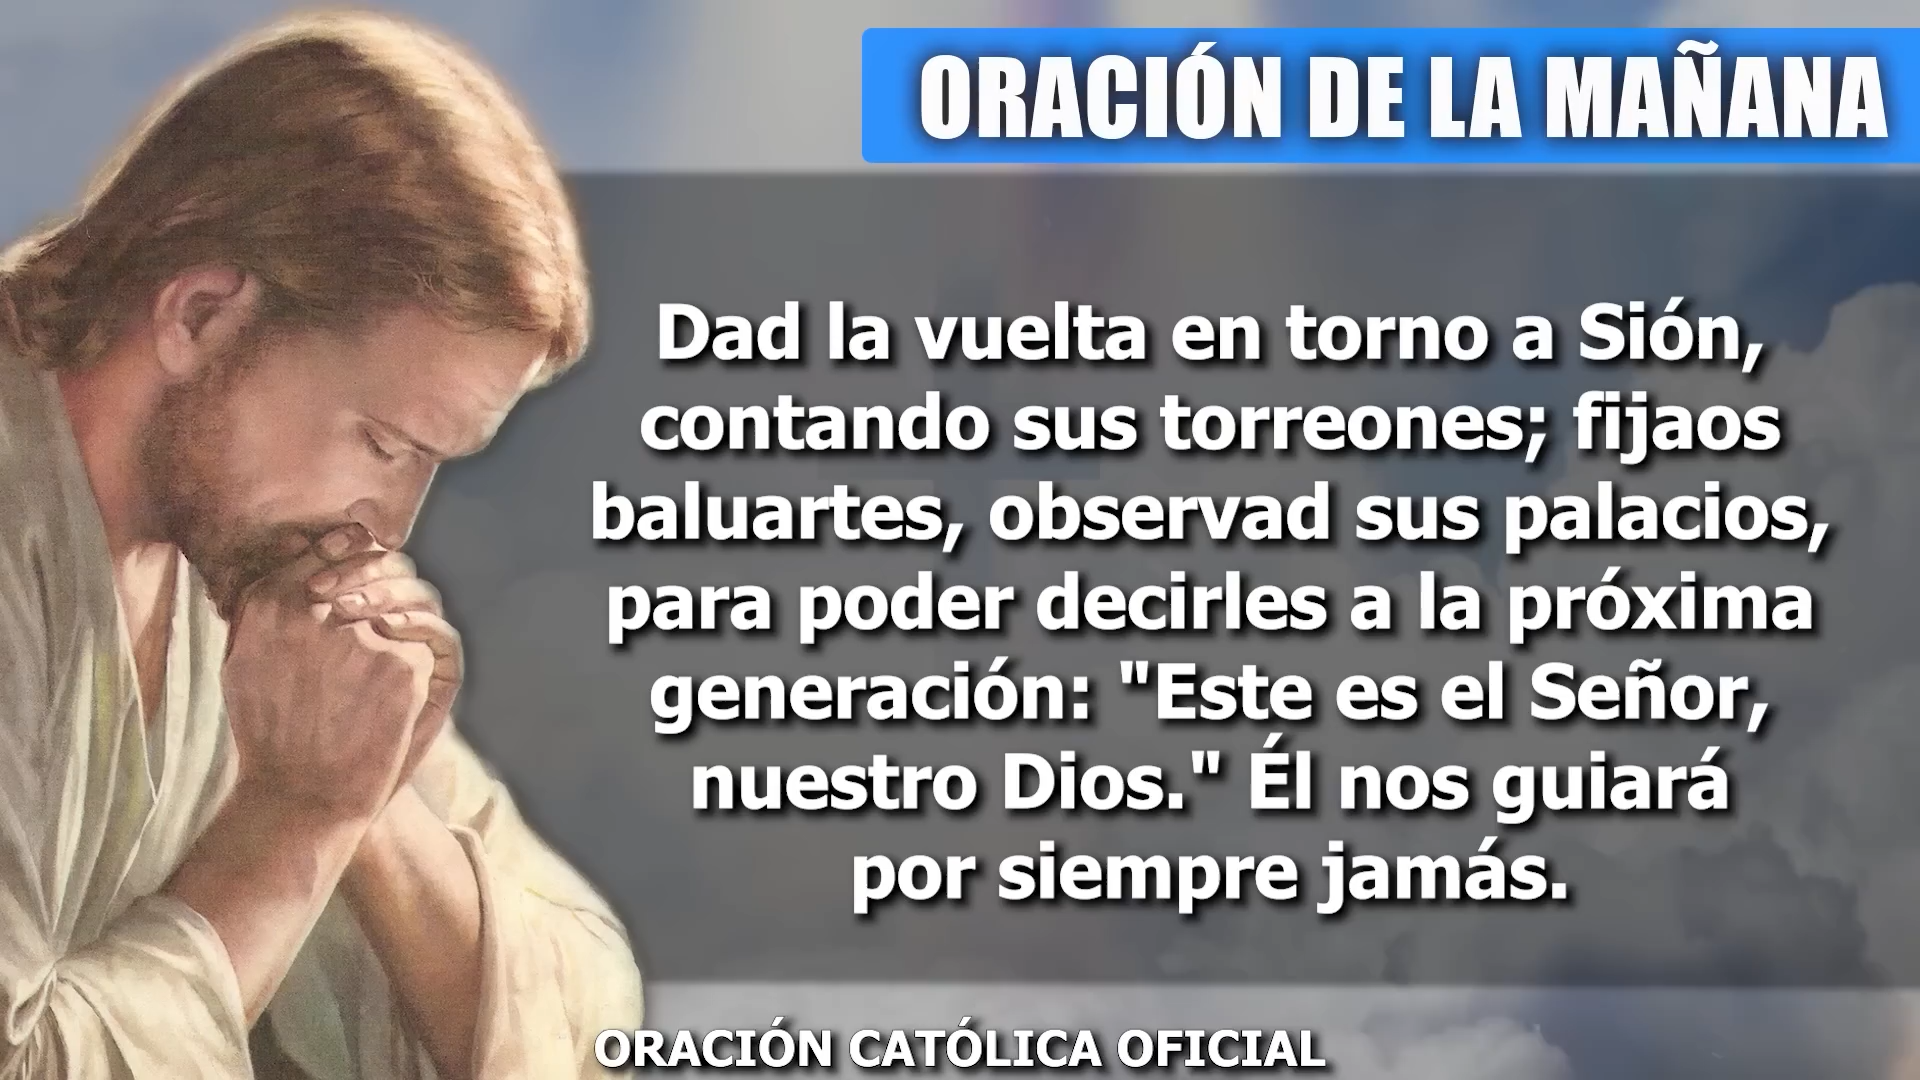 ORACIÓN DE LA MAÑANA
Dad la vuelta en torno a Sión,
contando sus torreones; fijaos
baluartes, observad sus palacios,
para poder decirles a la próxima
generación: "Este es el Señor,
nuestro Dios." Él nos guiará
por siempre jamás.
ORACIÓN CATÓLICA OFICIAL